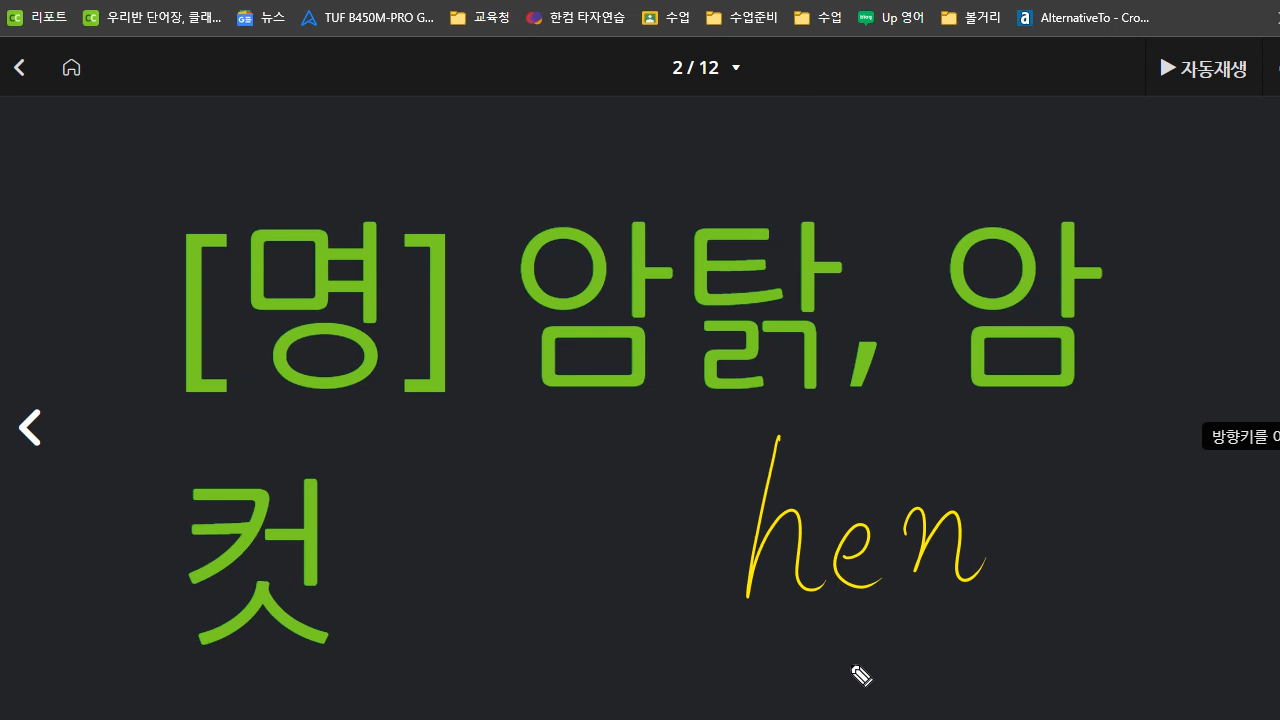 리포트 우리반 단어장, 클래... 뉴스 TUF B450M-PRO G... 교육청 한컴 타자연습 수업 수업준비 수업 Up 영어 볼거리 AlternativeTo - Cro...
2 / 12 ▶ 자동재생
[명] 암탉, 암
컷
방향키를
hen